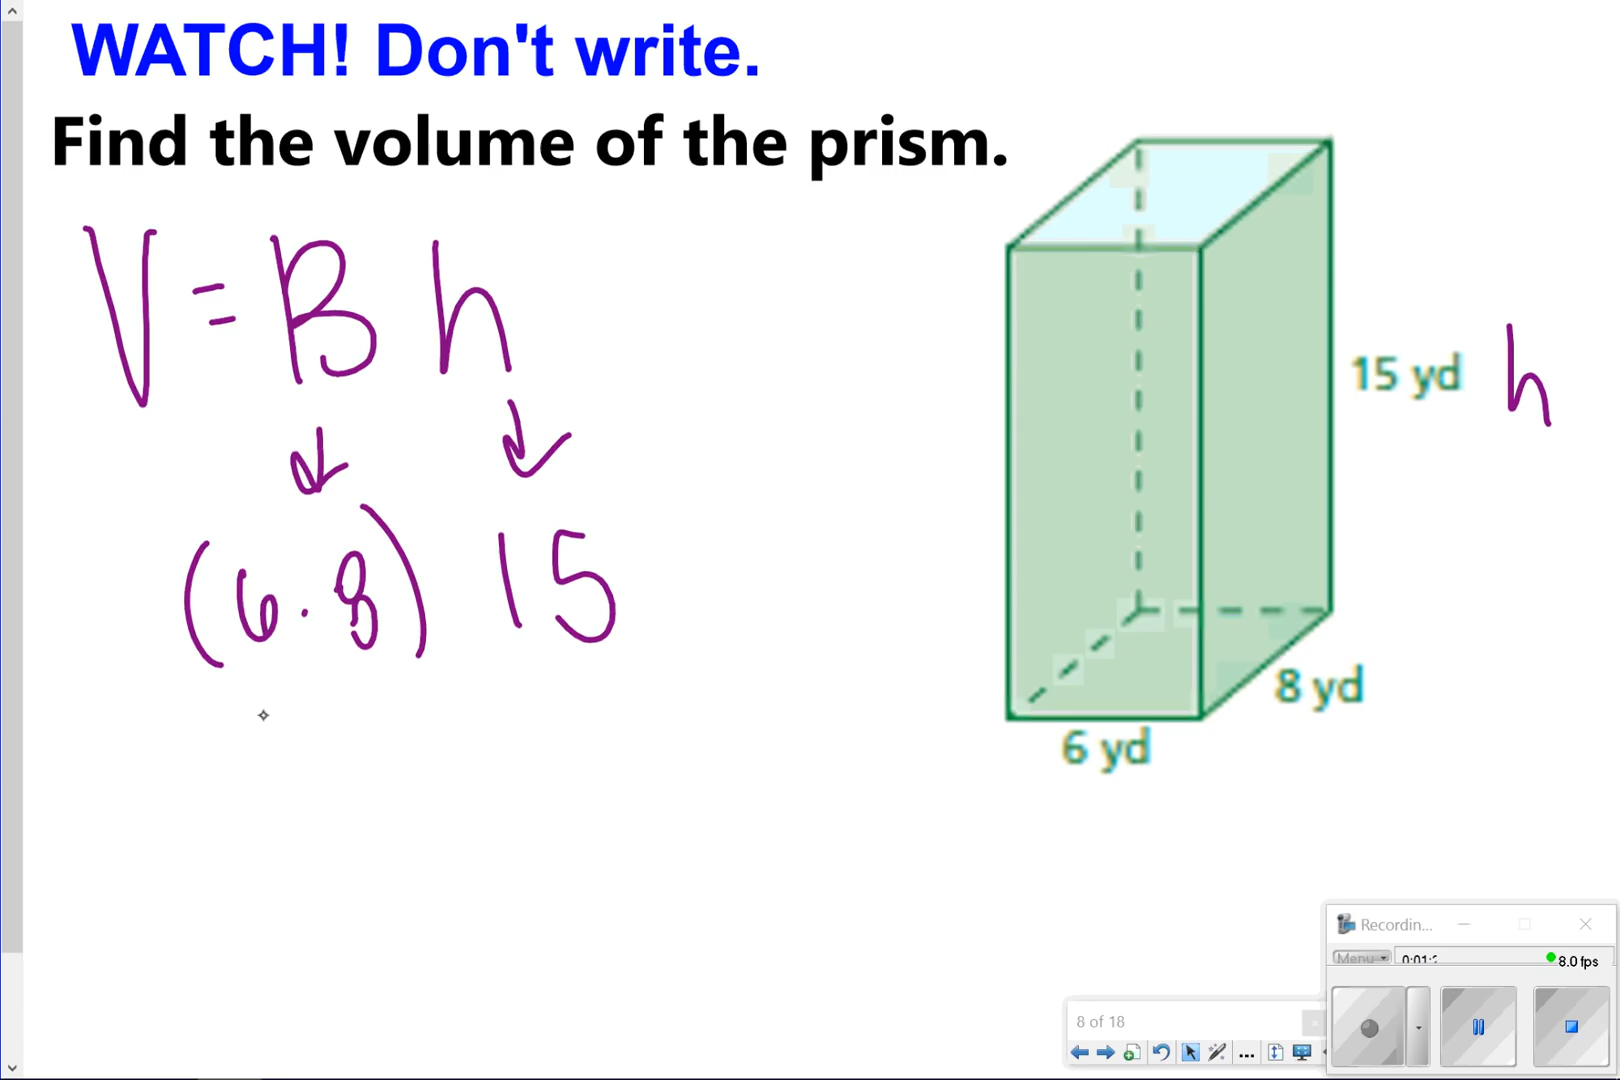 WATCH! Don't write.
Find the volume of the prism.
V = B h
(6 · 8) 15
15 yd h
8 yd
6 yd
Recordin...
Menu
8.0 fps
8 of 18
...